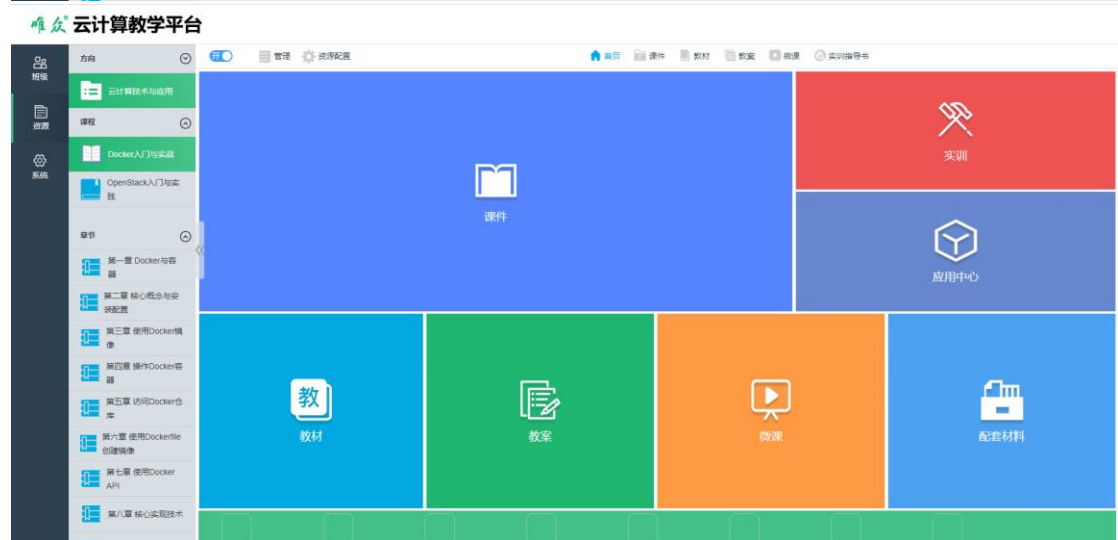 唯众 云计算教学平台
班级
资源
系统
方向
云计算技术与应用
课程
Docker入门与实战
OpenStack入门与实
践
章节
第一章 Docker与容
器
第二章 核心概念与安
装配置
第三章 使用Docker镜
像
第四章 操作Docker容
器
第五章 访问Docker仓
库
第六章 使用Dockerfile
创建镜像
第七章 使用Docker
API
第八章 核心实现技术
开 管理 资源配置 首页 课件 教材 教案 微课 实训指导书
课件
实训
应用中心
教
教材
教案
微课
配套材料